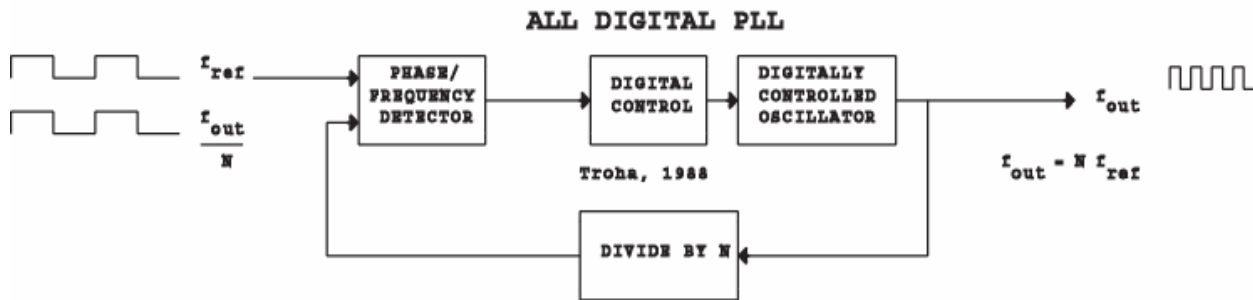 ALL DIGITAL PLL
f_ref
f_out
N
PHASE/
FREQUENCY
DETECTOR
DIGITAL
CONTROL
DIGITALLY
CONTROLLED
OSCILLATOR
f_out
f_out = N f_ref
Troha, 1988
DIVIDE BY N